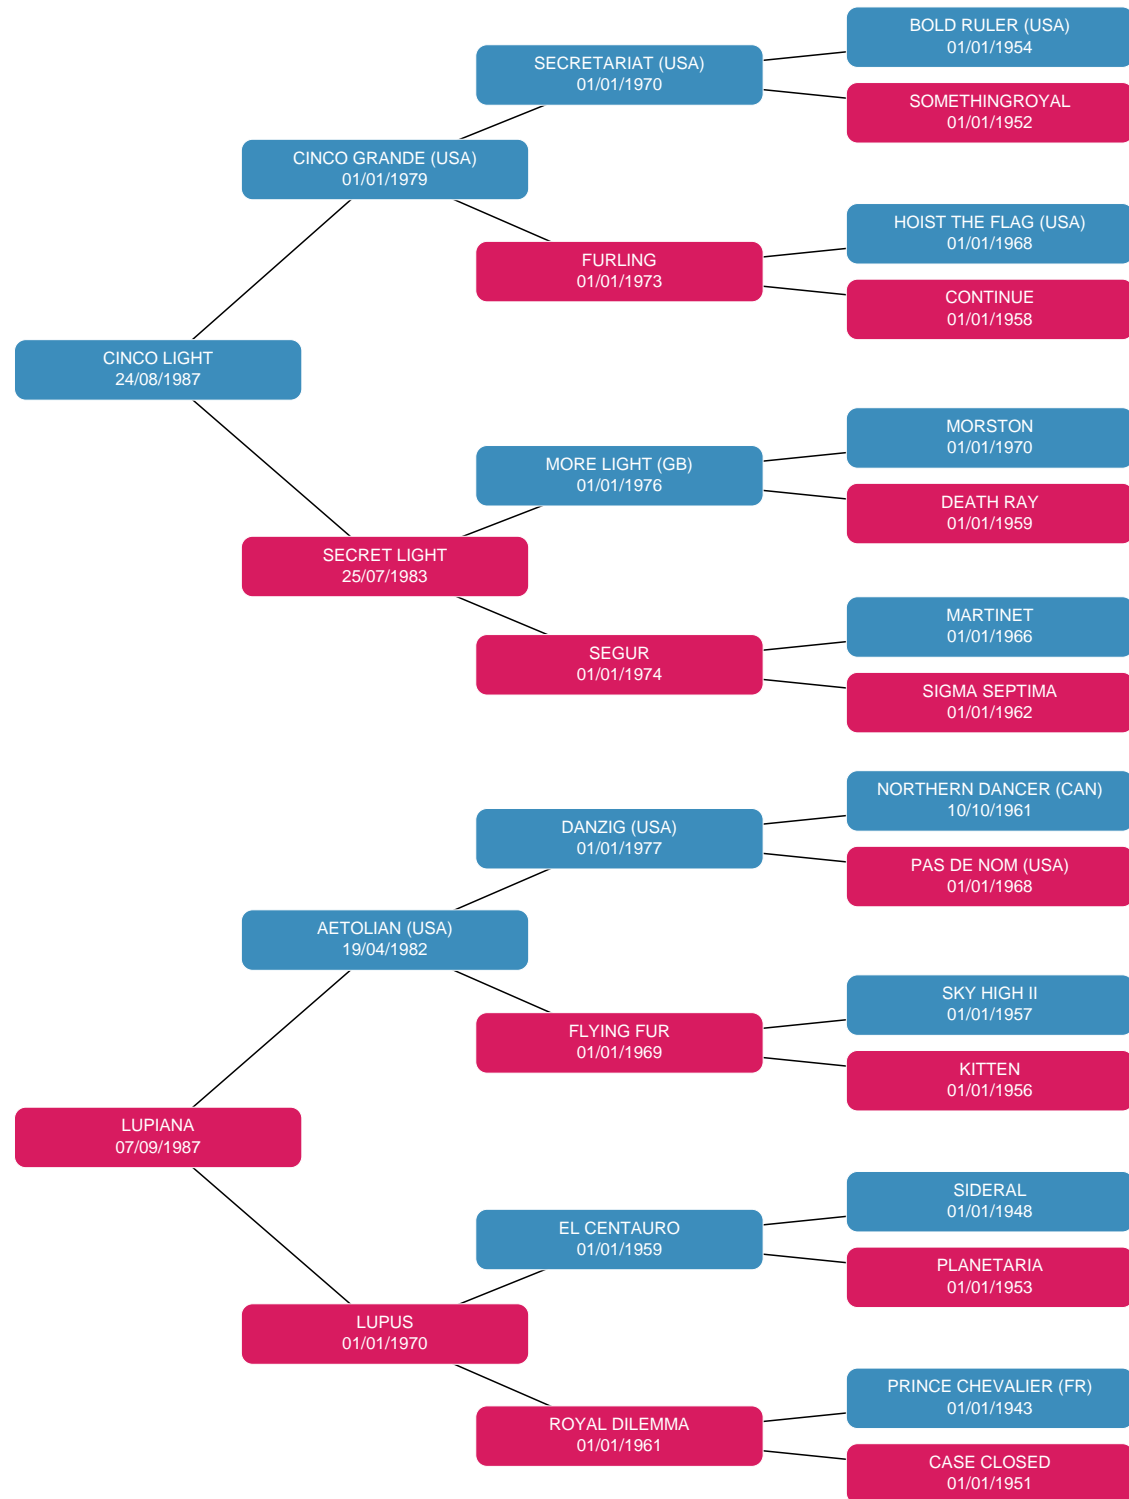 BOLD RULER (USA)
01/01/1954
SECRETARIAT (USA)
01/01/1970
SOMETHINGROYAL
01/01/1952
CINCO GRANDE (USA)
01/01/1979
HOIST THE FLAG (USA)
01/01/1968
FURLING
01/01/1973
CONTINUE
01/01/1958
CINCO LIGHT
24/08/1987
MORSTON
01/01/1970
MORE LIGHT (GB)
01/01/1976
DEATH RAY
01/01/1959
SECRET LIGHT
25/07/1983
MARTINET
01/01/1966
SEGUR
01/01/1974
SIGMA SEPTIMA
01/01/1962
NORTHERN DANCER (CAN)
10/10/1961
DANZIG (USA)
01/01/1977
PAS DE NOM (USA)
01/01/1968
AETOLIAN (USA)
19/04/1982
SKY HIGH II
01/01/1957
FLYING FUR
01/01/1969
KITTEN
01/01/1956
LUPIANA
07/09/1987
SIDERAL
01/01/1948
EL CENTAURO
01/01/1959
PLANETARIA
01/01/1953
LUPUS
01/01/1970
PRINCE CHEVALIER (FR)
01/01/1943
ROYAL DILEMMA
01/01/1961
CASE CLOSED
01/01/1951